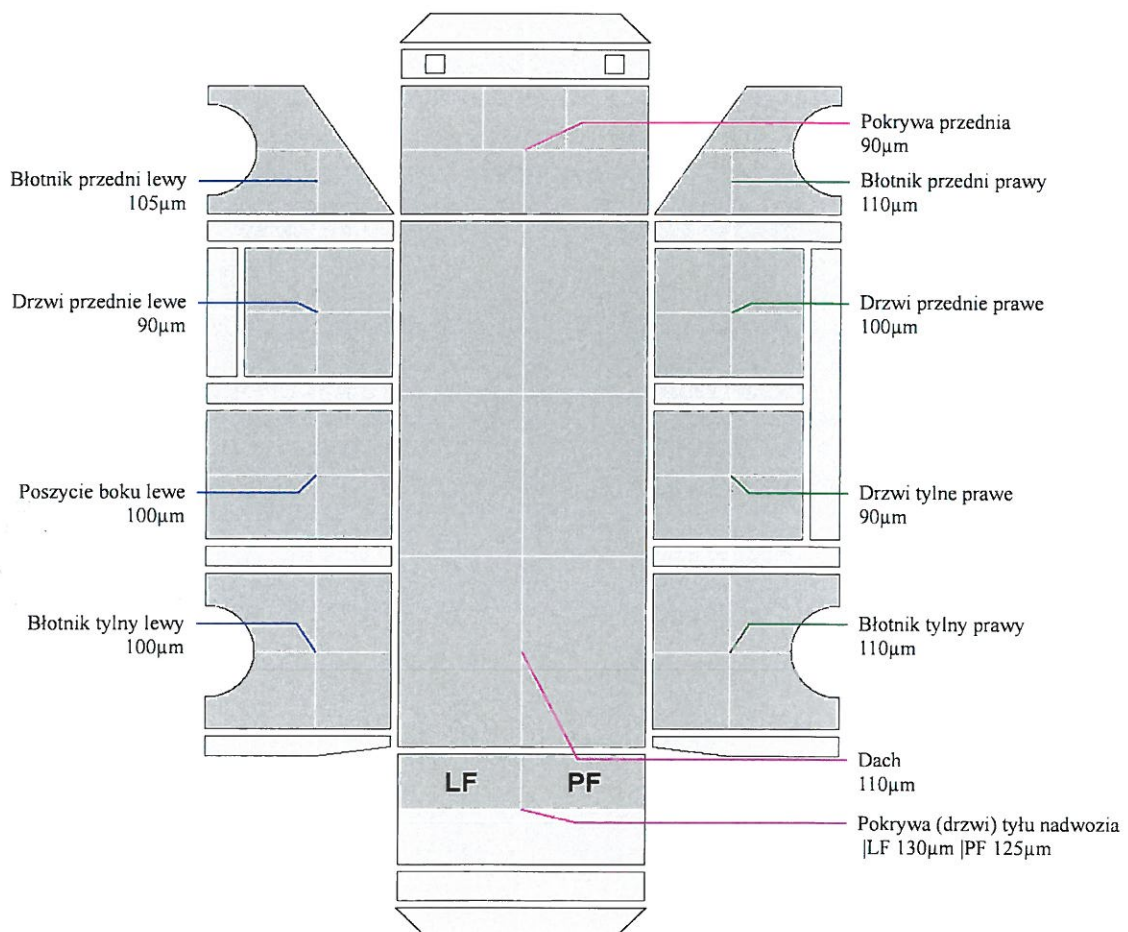 Pokrywa przednia
90µm
Błotnik przedni lewy
105µm
Błotnik przedni prawy
110µm
Drzwi przednie lewe
90µm
Drzwi przednie prawe
100µm
Poszycie boku lewe
100µm
Drzwi tylne prawe
90µm
Błotnik tylny lewy
100µm
Błotnik tylny prawy
110µm
Dach
110µm
LF PF
Pokrywa (drzwi) tyłu nadwozia
|LF 130µm |PF 125µm